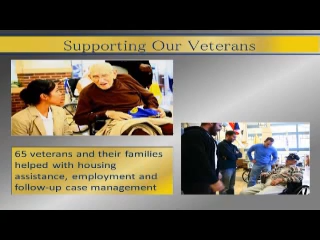 Supporting Our Veterans
65 veterans and their families
helped with housing
assistance, employment and
follow-up case management